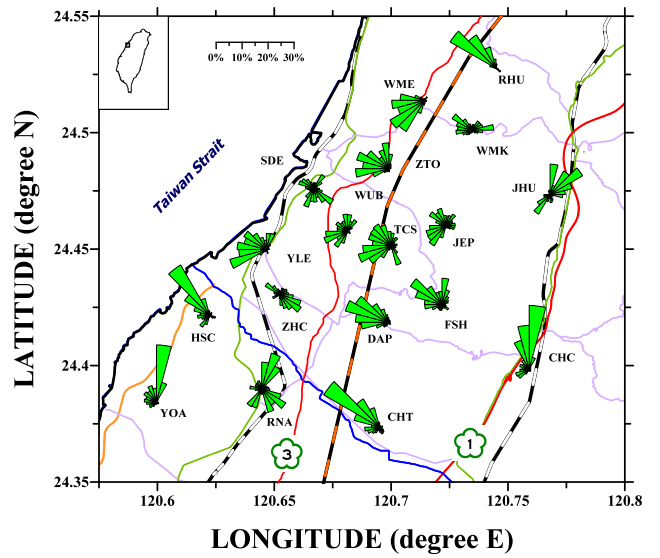 24.55
24.5
24.45
24.4
24.35
LATITUDE (degree N)
0% 10% 20% 30%
Taiwan Strait
RHU
WME
WMK
SDE
ZTO
JHU
WUB
TCS
JEP
YLE
ZHC
FSH
HSC
DAP
CHC
YOA
RNA
CHT
3
1
120.6
120.65
120.7
120.75
120.8
LONGITUDE (degree E)